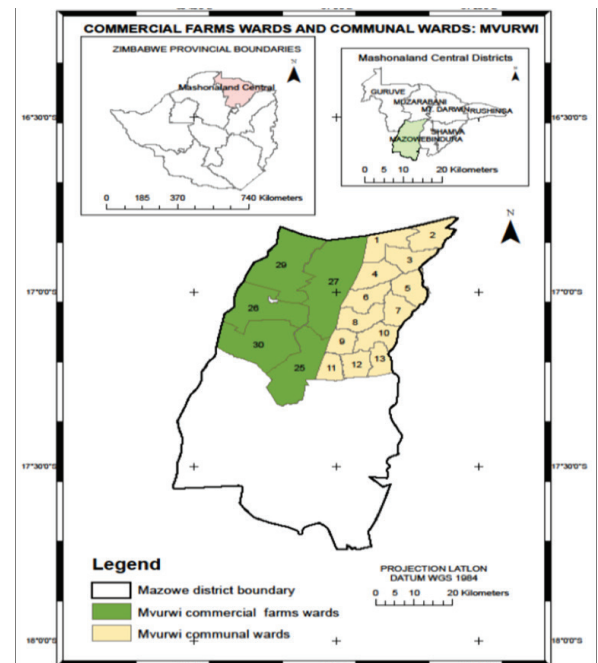 COMMERCIAL FARMS WARDS AND COMMUNAL WARDS: MVURWI
ZIMBABWE PROVINCIAL BOUNDARIES
N
Mashonaland Central
0 185 370 740 Kilometers
Mashonaland Central Districts
N
GURUVE
MUZARABANI
MT. DARWIN
RUSHINGA
SHAMVA
MAZOWE
BINDURA
0 5 10 20 Kilometers
N
16°30'0"S
17°0'0"S
17°30'0"S
18°0'0"S
16°30'0"S
17°0'0"S
17°30'0"S
18°0'0"S
1
2
3
29
27
4
5
26
6
7
8
10
30
9
25
11
12
13
Legend
Mazowe district boundary
Mvurwi commercial farms wards
Mvurwi communal wards
PROJECTION LATLON
DATUM WGS 1984
0 5 10 20 Kilometers